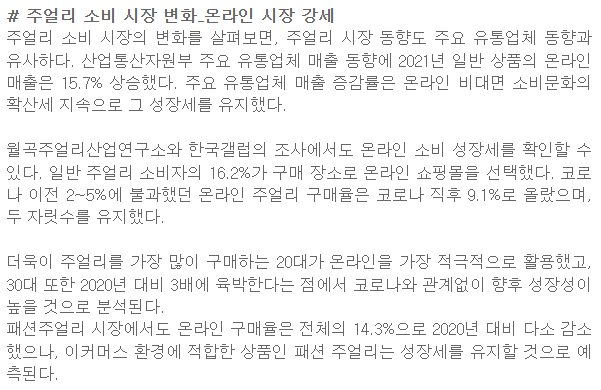 # 주얼리 소비 시장 변화_온라인 시장 강세
주얼리 소비 시장의 변화를 살펴보면, 주얼리 시장 동향도 주요 유통업체 동향과
유사하다. 산업통산자원부 주요 유통업체 매출 동향에 2021년 일반 상품의 온라인
매출은 15.7% 상승했다. 주요 유통업체 매출 증감률은 온라인 비대면 소비문화의
확산세 지속으로 그 성장세를 유지했다.
월곡주얼리산업연구소와 한국갤럽의 조사에서도 온라인 소비 성장세를 확인할 수
있다. 일반 주얼리 소비자의 16.2%가 구매 장소로 온라인 쇼핑몰을 선택했다. 코로
나 이전 2~5%에 불과했던 온라인 주얼리 구매율은 코로나 직후 9.1%로 올랐으며,
두 자릿수를 유지했다.
더욱이 주얼리를 가장 많이 구매하는 20대가 온라인을 가장 적극적으로 활용했고,
30대 또한 2020년 대비 3배에 육박한다는 점에서 코로나와 관계없이 향후 성장성이
높을 것으로 분석된다.
패션주얼리 시장에서도 온라인 구매율은 전체의 14.3%으로 2020년 대비 다소 감소
했으나, 이커머스 환경에 적합한 상품인 패션 주얼리는 성장세를 유지할 것으로 예
측된다.